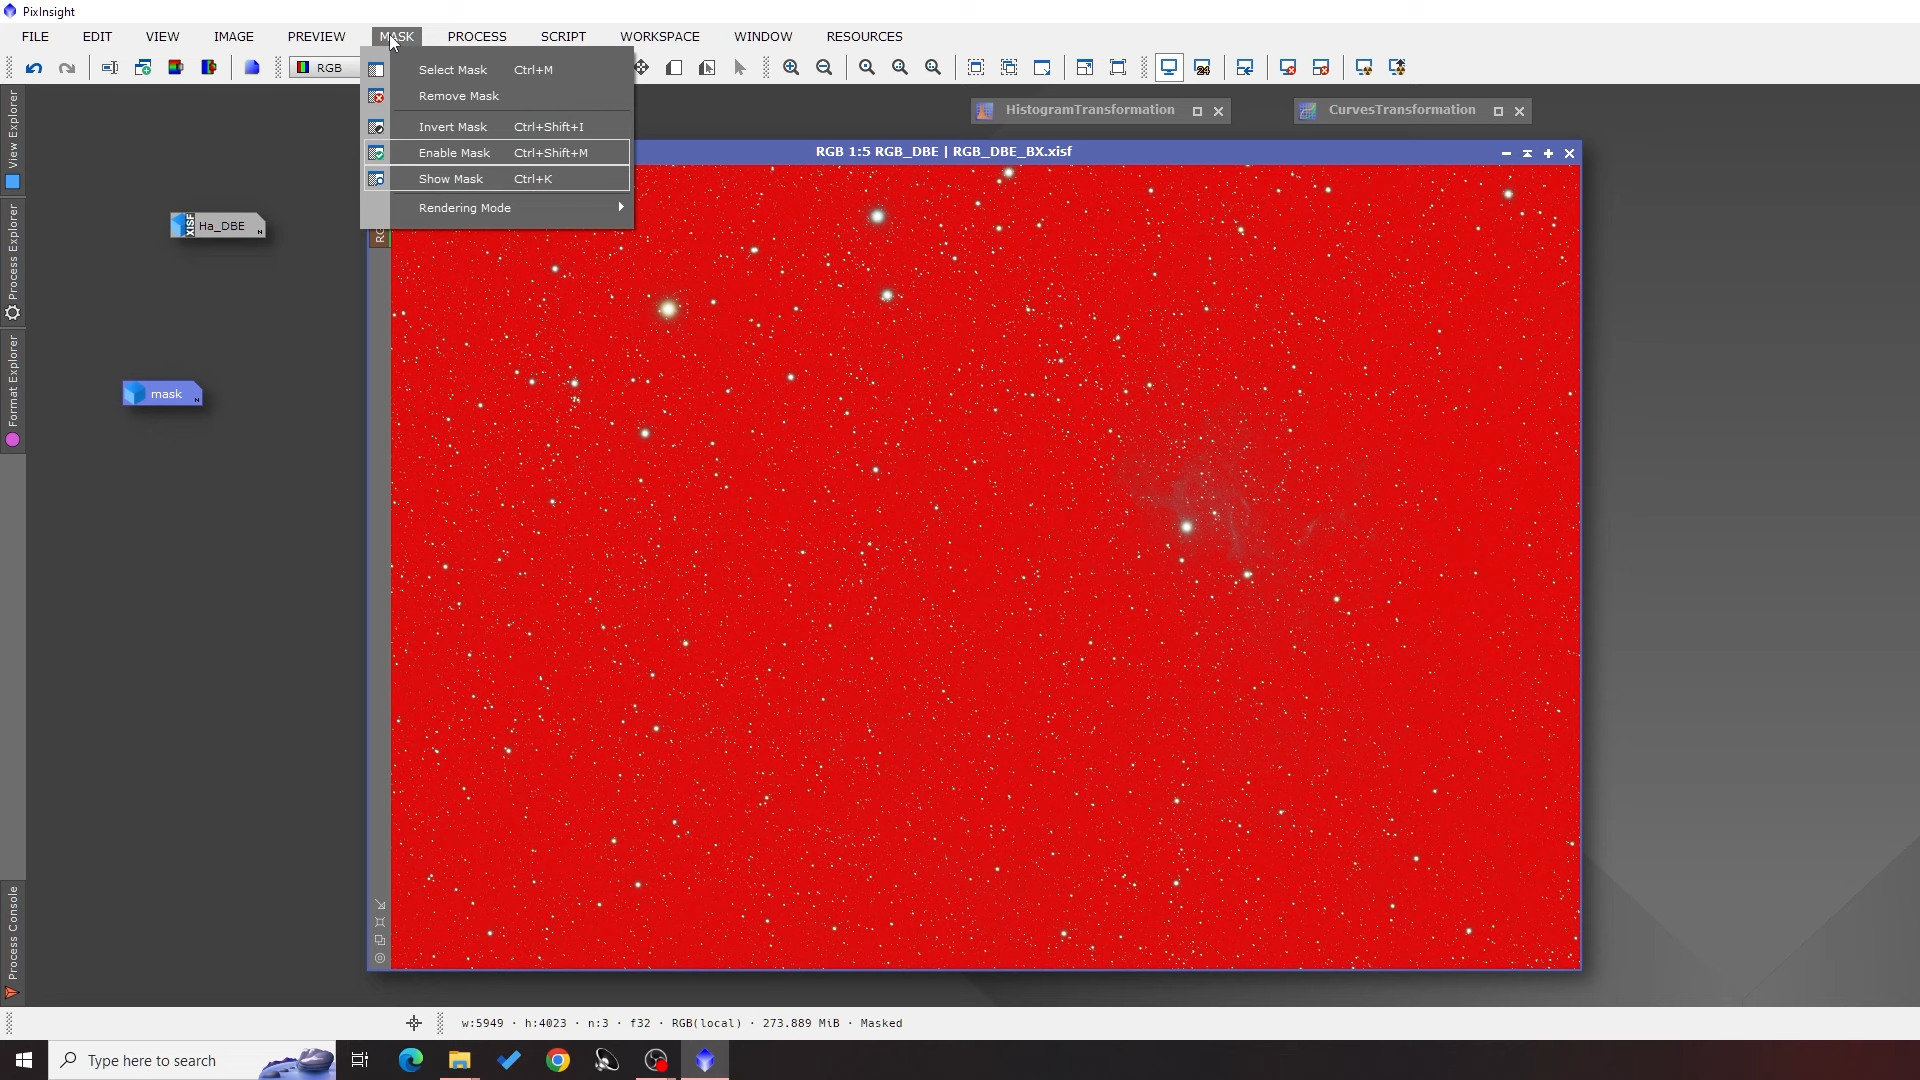 PixInsight
FILE EDIT VIEW IMAGE PREVIEW MASK PROCESS SCRIPT WORKSPACE WINDOW RESOURCES
RGB
24
Select Mask Ctrl+M
Remove Mask
Invert Mask Ctrl+Shift+I
Enable Mask Ctrl+Shift+M
Show Mask Ctrl+K
Rendering Mode
HistogramTransformation
CurvesTransformation
RGB 1:5 RGB_DBE | RGB_DBE_BX.xisf
View Explorer
Process Explorer
Format Explorer
Process Console
XISF Ha_DBE N
mask N
w:5949 · h:4023 · n:3 · f32 · RGB(local) · 273.889 MiB · Masked
Type here to search